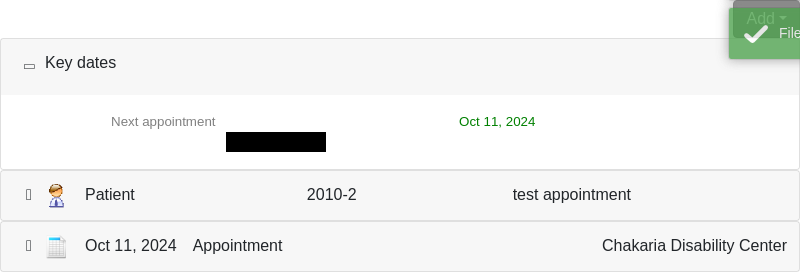 Add
File
Key dates
Next appointment Oct 11, 2024
Patient 2010-2 test appointment
Oct 11, 2024 Appointment Chakaria Disability Center